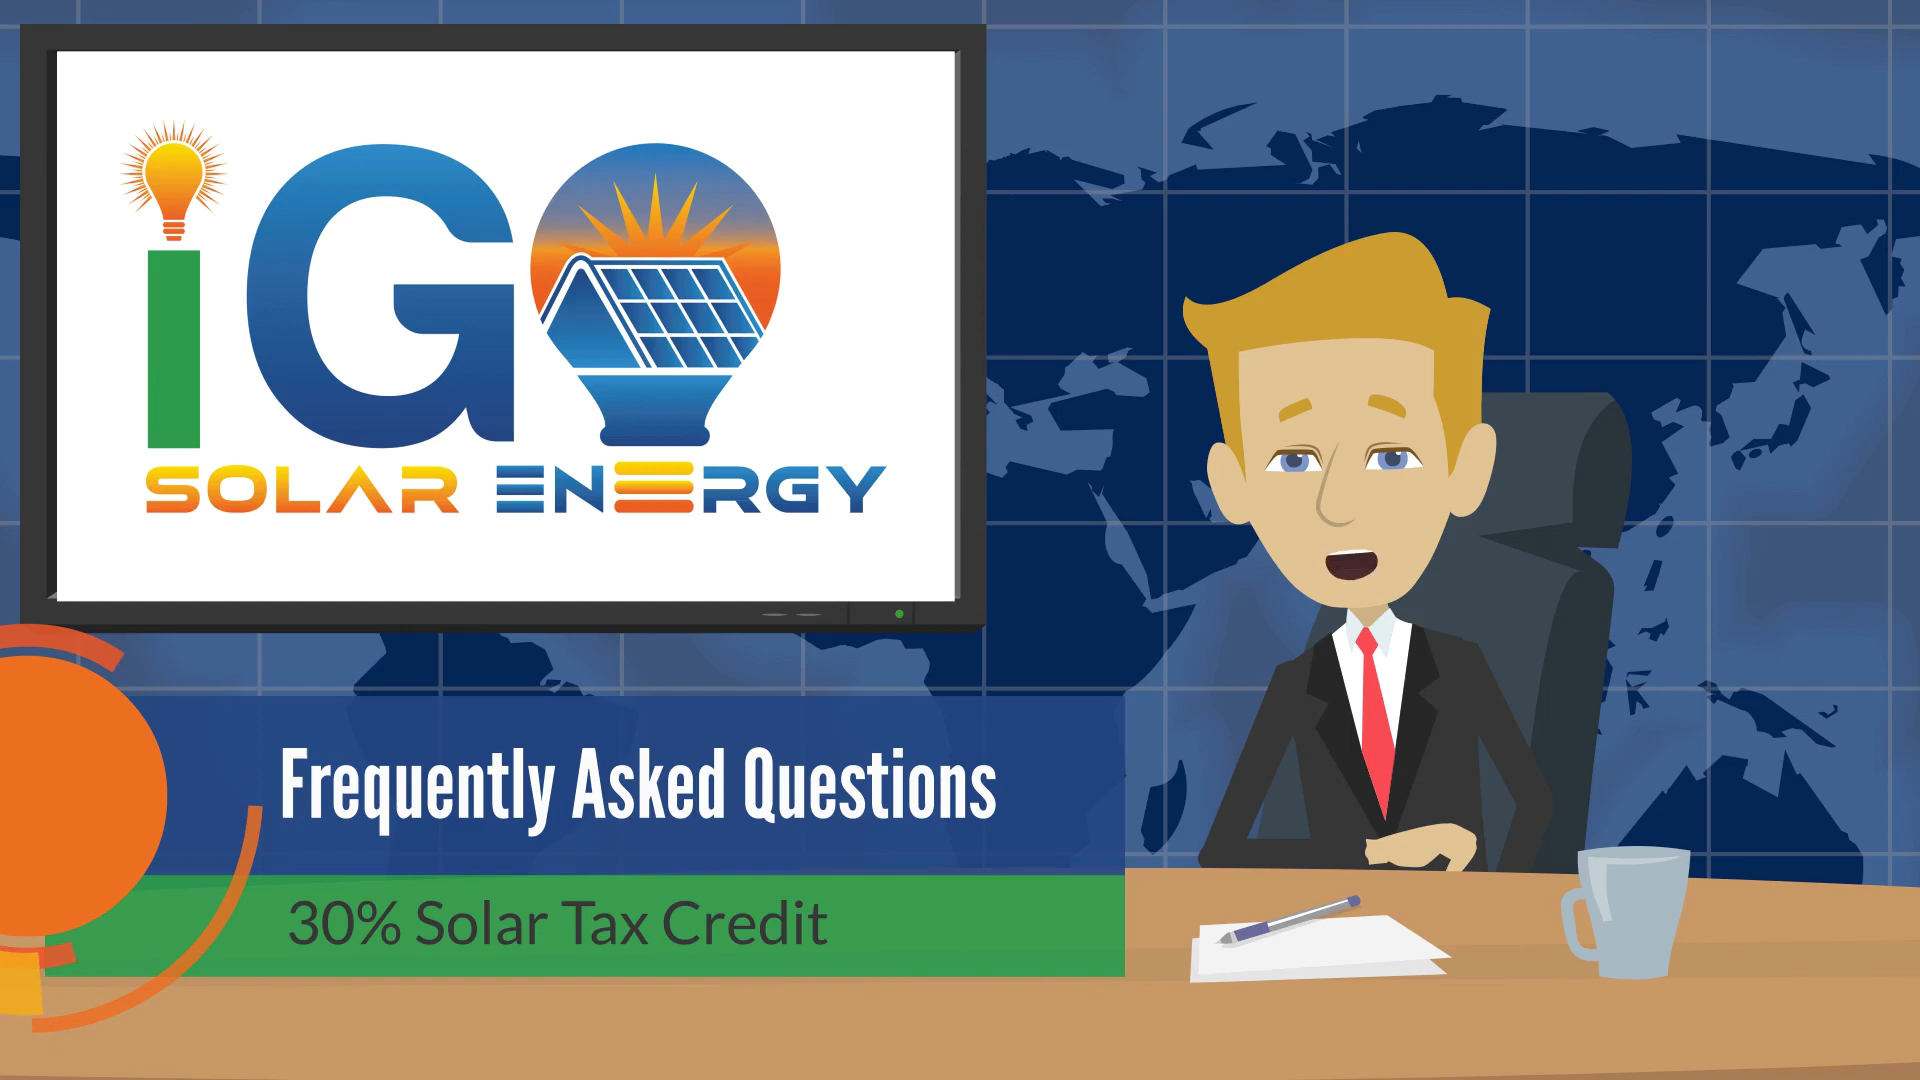 iGO
SOLAR ENERGY
Frequently Asked Questions
30% Solar Tax Credit